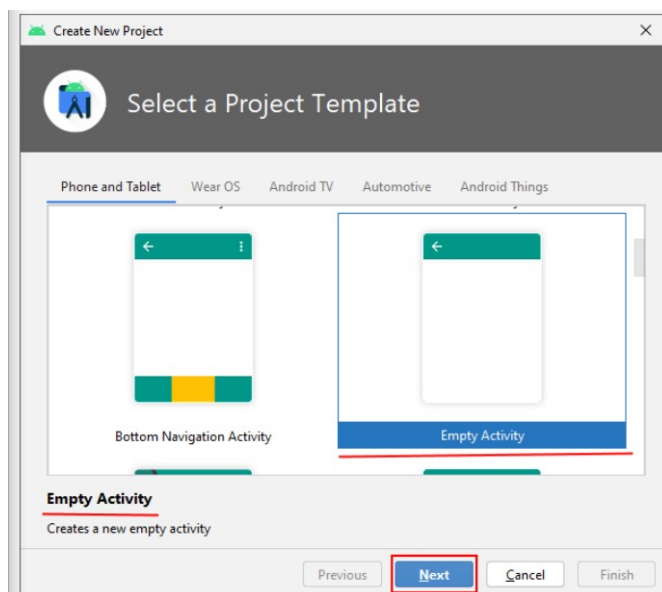 Create New Project
Select a Project Template
Phone and Tablet Wear OS Android TV Automotive Android Things
Bottom Navigation Activity Empty Activity
Empty Activity
Creates a new empty activity
Previous Next Cancel Finish